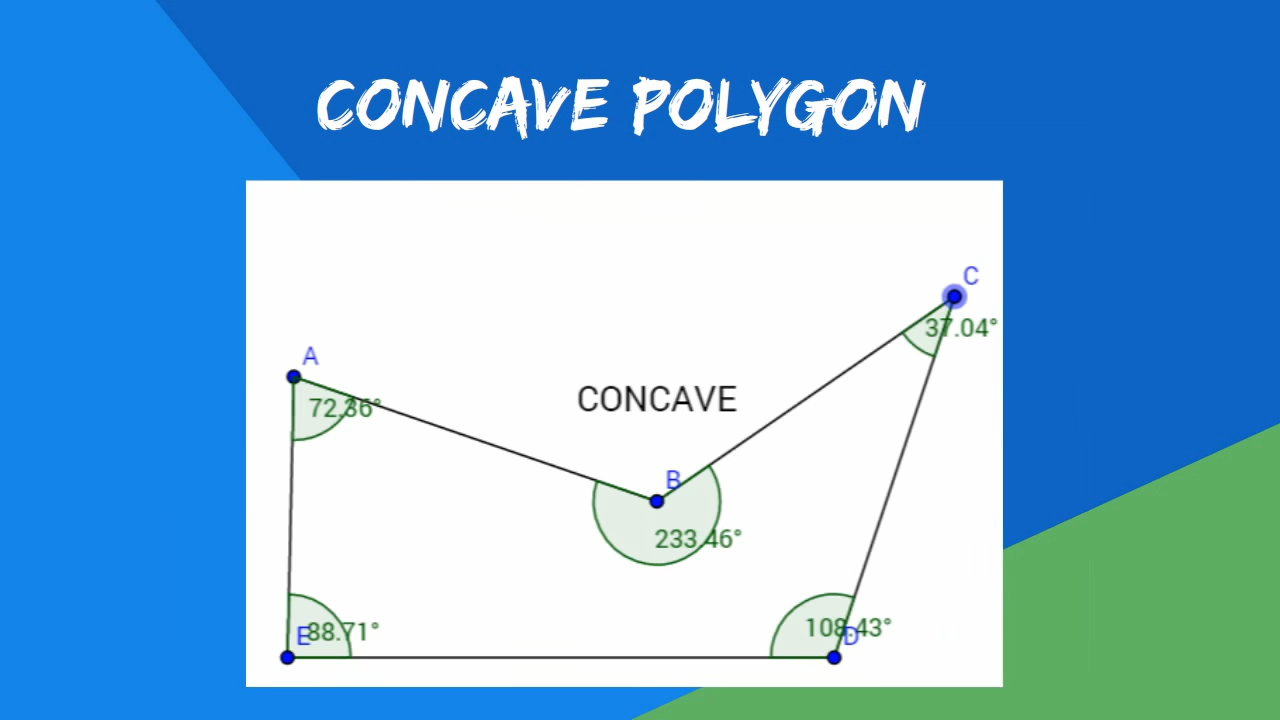 CONCAVE POLYGON
C
37.04°
A
72.36°
CONCAVE
B
233.46°
E
88.71°
108.43°
D